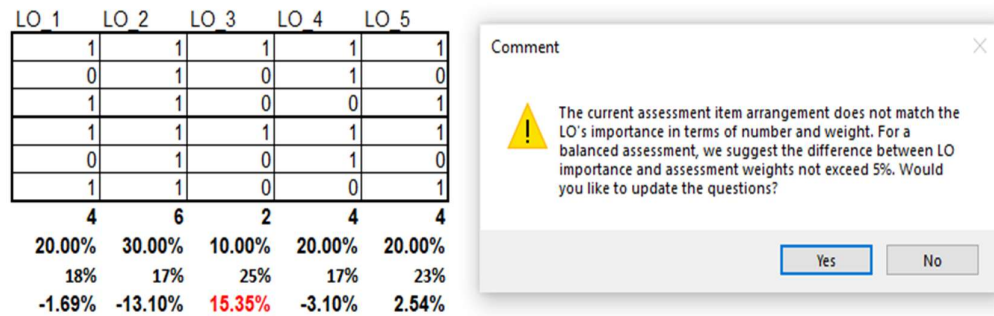 LO_1 LO_2 LO_3 LO_4 LO_5
1 1 1 1 1
0 1 0 1 0
1 1 0 0 1
1 1 1 1 1
0 1 0 1 0
1 1 0 0 1
4 6 2 4 4
20.00% 30.00% 10.00% 20.00% 20.00%
18% 17% 25% 17% 23%
-1.69% -13.10% 15.35% -3.10% 2.54%
Comment
The current assessment item arrangement does not match the
LO's importance in terms of number and weight. For a
balanced assessment, we suggest the difference between LO
importance and assessment weights not exceed 5%. Would
you like to update the questions?
Yes No